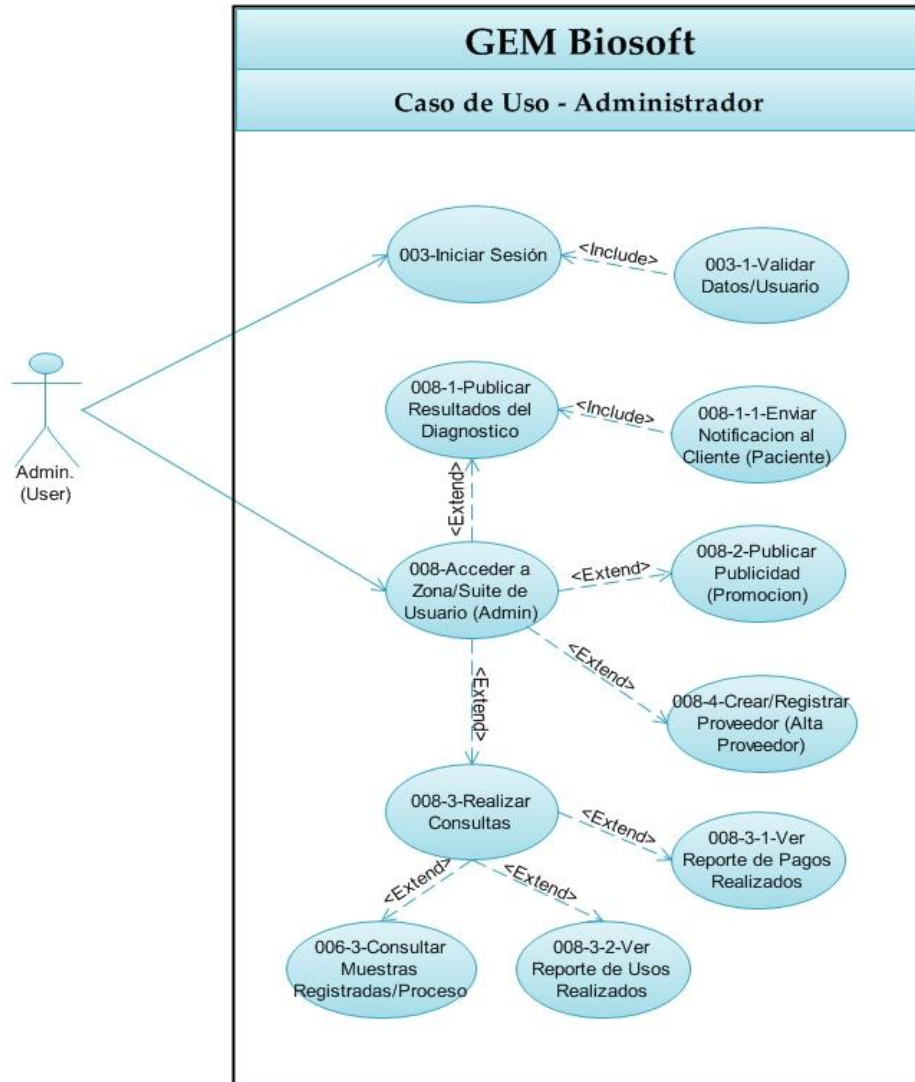 GEM Biosoft
Caso de Uso - Administrador
003-Iniciar Sesión
<Include>
003-1-Validar
Datos/Usuario
Admin.
(User)
008-1-Publicar
Resultados del
Diagnostico
<Include>
008-1-1-Enviar
Notificacion al
Cliente (Paciente)
<Extend>
008-Acceder a
Zona/Suite de
Usuario (Admin)
<Extend>
008-2-Publicar
Publicidad
(Promocion)
<Extend>
008-4-Crear/Registrar
Proveedor (Alta
Proveedor)
<Extend>
008-3-Realizar
Consultas
<Extend>
008-3-1-Ver
Reporte de Pagos
Realizados
<Extend>
<Extend>
006-3-Consultar
Muestras
Registradas/Proceso
008-3-2-Ver
Reporte de Usos
Realizados